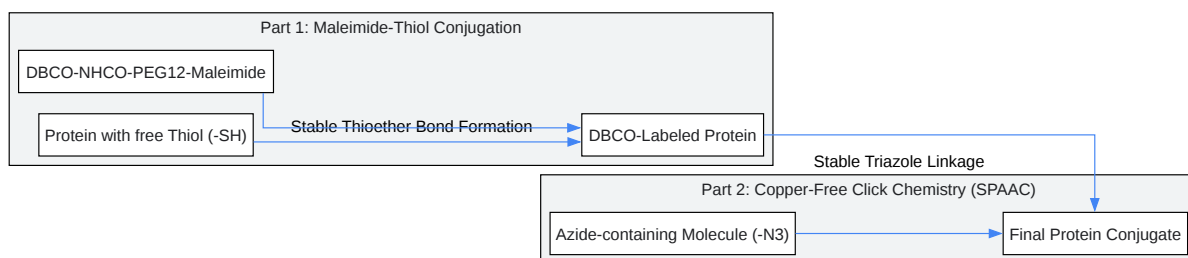 Part 1: Maleimide-Thiol Conjugation
DBCO-NHCO-PEG12-Maleimide
Protein with free Thiol (-SH)
Stable Thioether Bond Formation
DBCO-Labeled Protein
Stable Triazole Linkage
Part 2: Copper-Free Click Chemistry (SPAAC)
Azide-containing Molecule (-N3)
Final Protein Conjugate